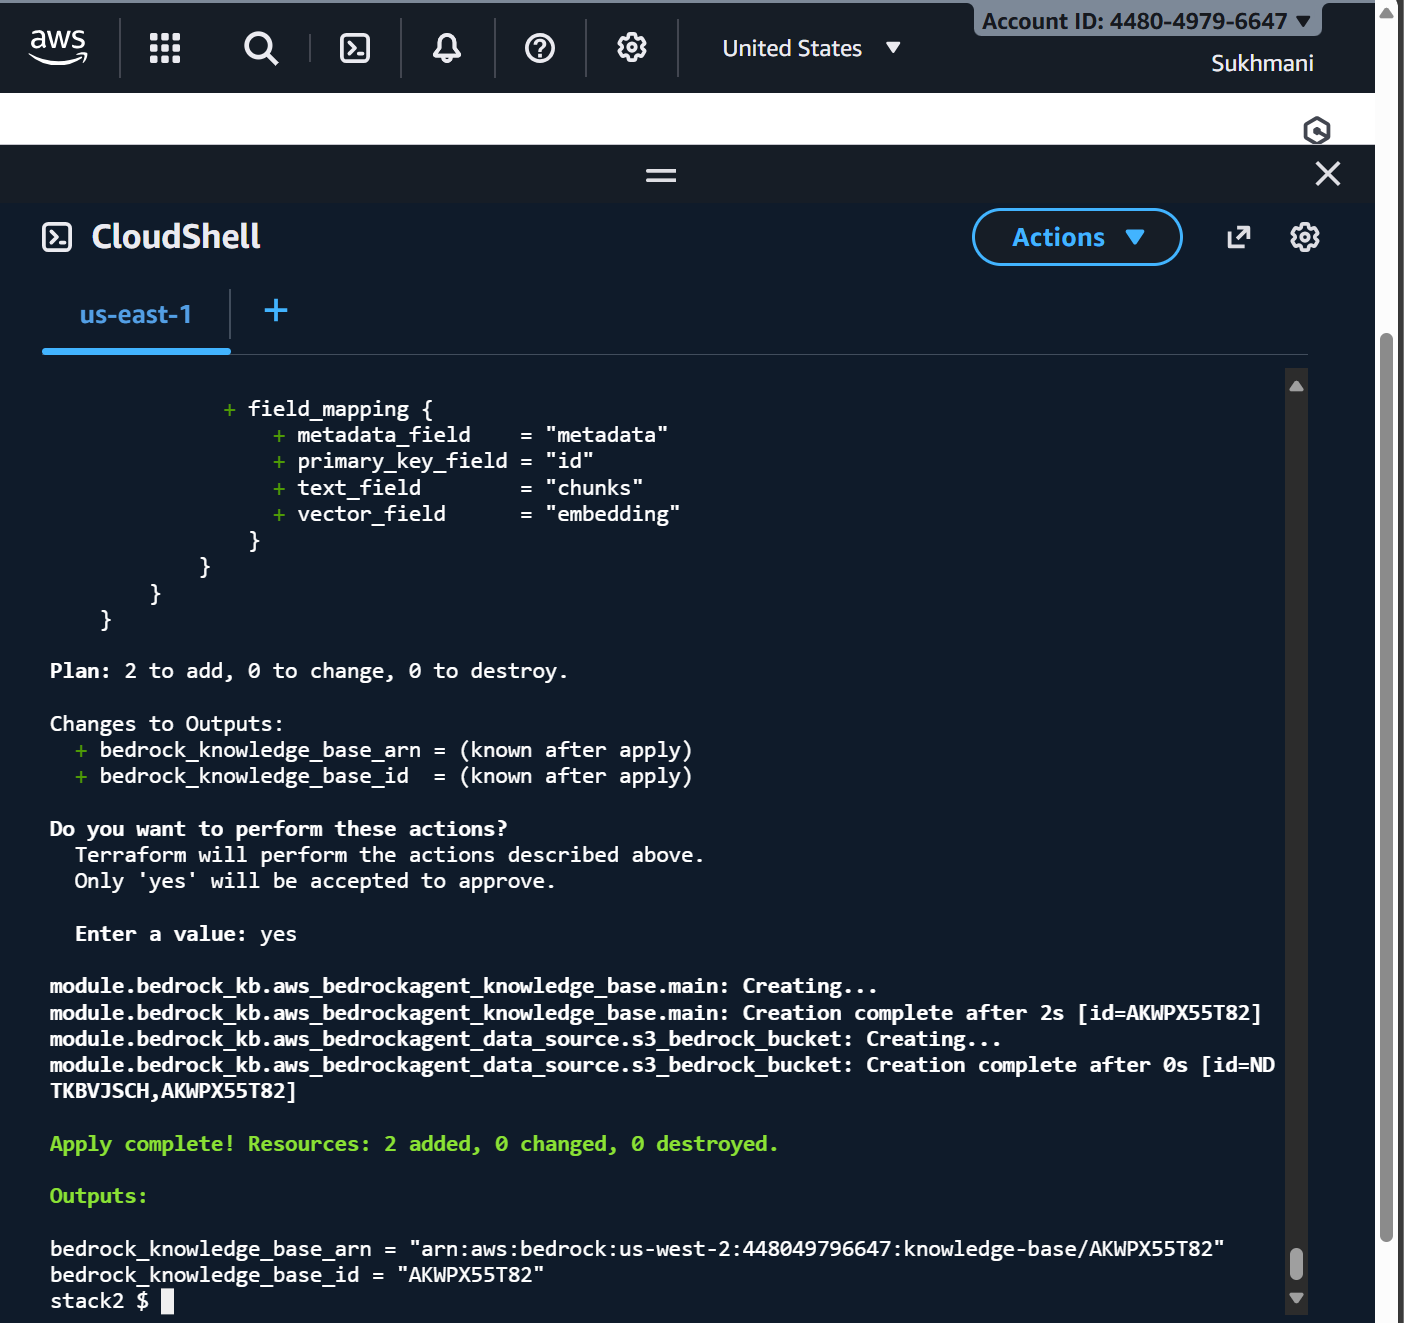 aws
United States
Account ID: 4480-4979-6647
Sukhmani
CloudShell
Actions
us-east-1
+
+ field_mapping {
+ metadata_field = "metadata"
+ primary_key_field = "id"
+ text_field = "chunks"
+ vector_field = "embedding"
}
}
}
}
Plan: 2 to add, 0 to change, 0 to destroy.
Changes to Outputs:
+ bedrock_knowledge_base_arn = (known after apply)
+ bedrock_knowledge_base_id = (known after apply)
Do you want to perform these actions?
Terraform will perform the actions described above.
Only 'yes' will be accepted to approve.
Enter a value: yes
module.bedrock_kb.aws_bedrockagent_knowledge_base.main: Creating...
module.bedrock_kb.aws_bedrockagent_knowledge_base.main: Creation complete after 2s [id=AKWPX55T82]
module.bedrock_kb.aws_bedrockagent_data_source.s3_bedrock_bucket: Creating...
module.bedrock_kb.aws_bedrockagent_data_source.s3_bedrock_bucket: Creation complete after 0s [id=ND
TKBVJSCH,AKWPX55T82]
Apply complete! Resources: 2 added, 0 changed, 0 destroyed.
Outputs:
bedrock_knowledge_base_arn = "arn:aws:bedrock:us-west-2:448049796647:knowledge-base/AKWPX55T82"
bedrock_knowledge_base_id = "AKWPX55T82"
stack2 $